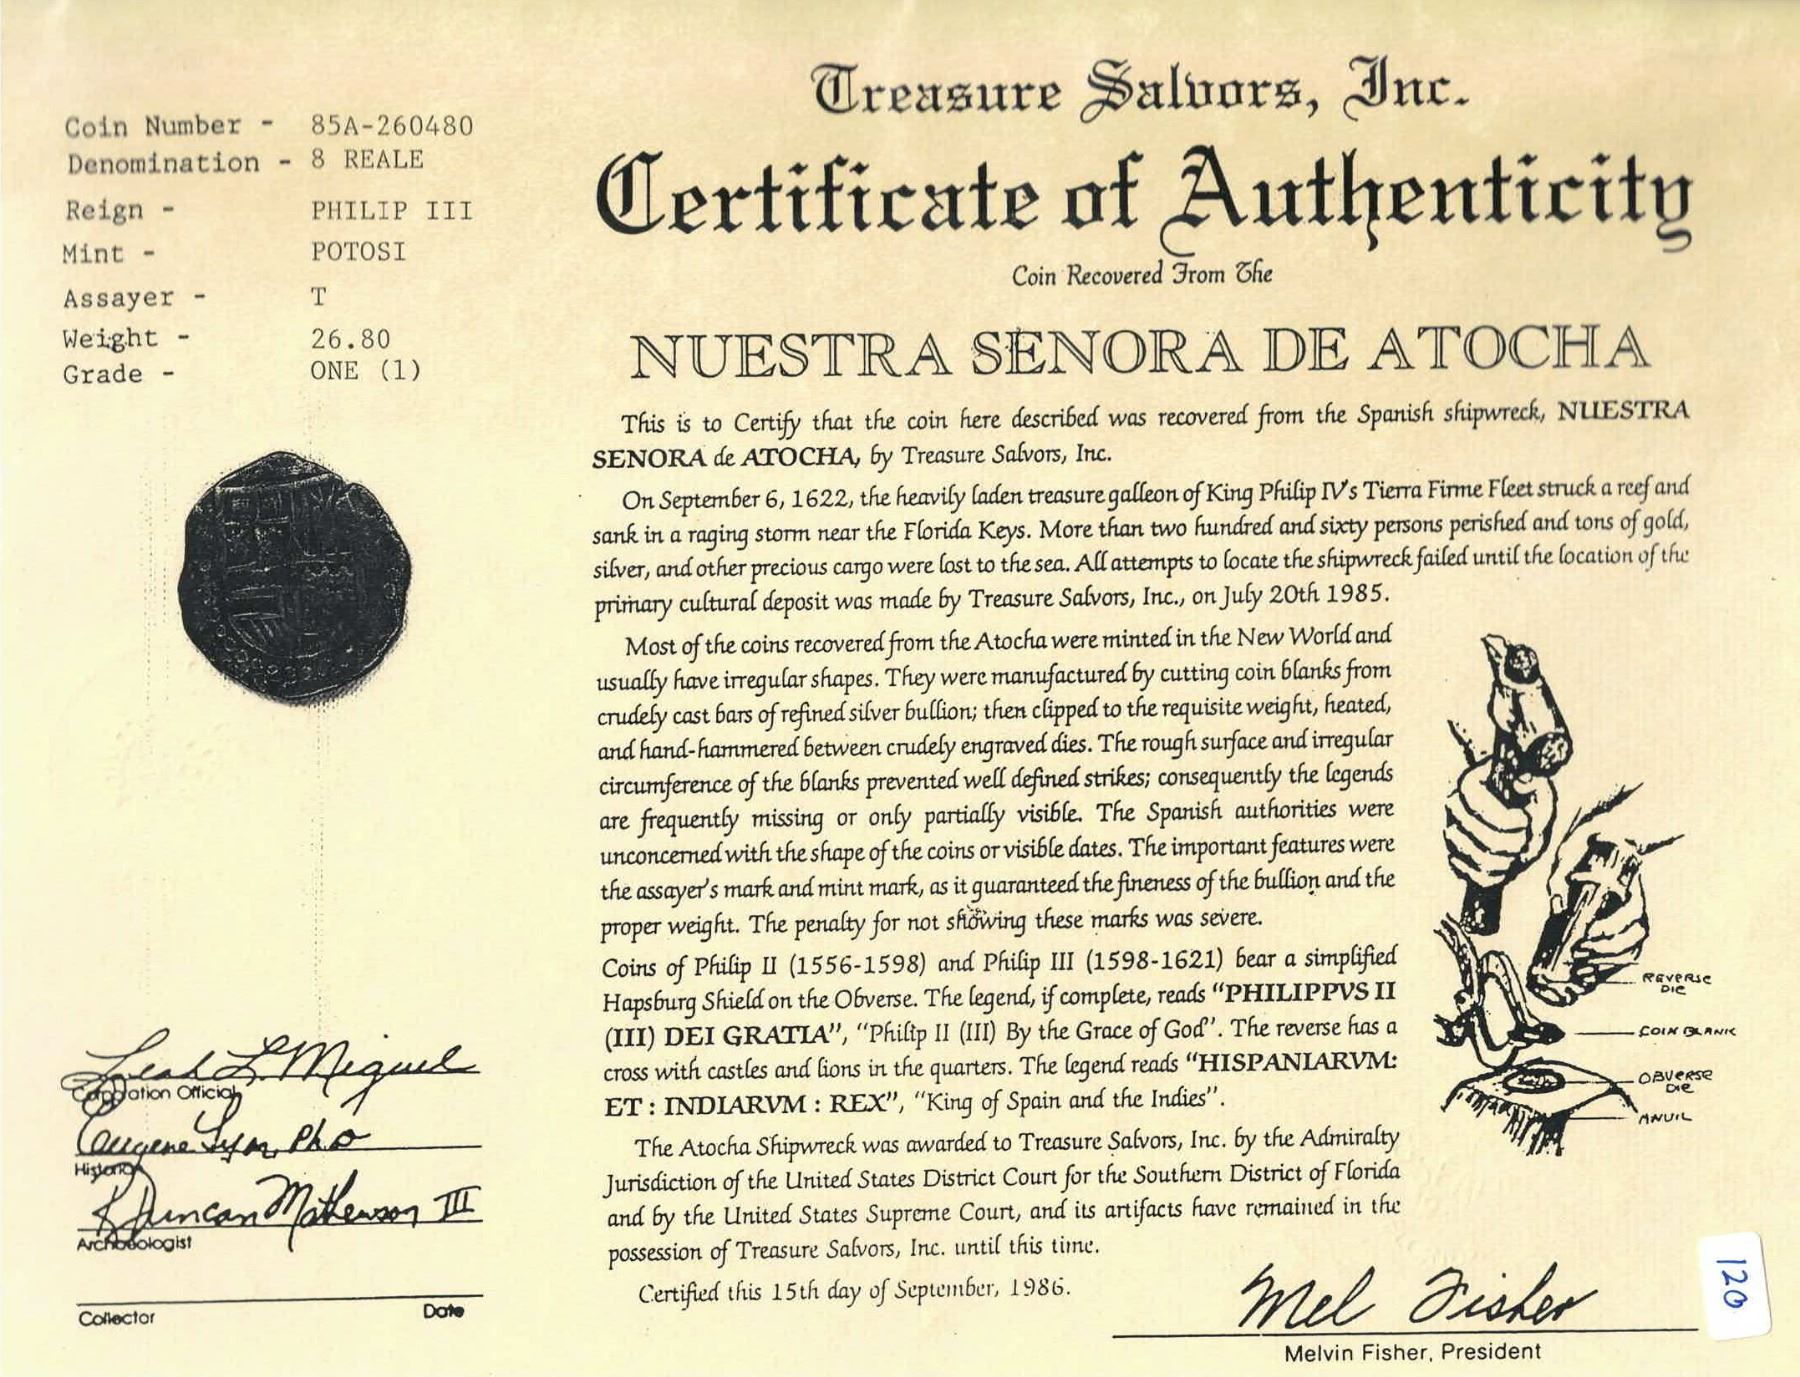 Coin Number - 85A-260480
Denomination - 8 REALE
Reign - PHILIP III
Mint - POTOSI
Assayer - T
Weight - 26.80
Grade - ONE (1)
Treasure Salvors, Inc.
Certificate of Authenticity
Coin Recovered From The
NUESTRA SENORA DE ATOCHA
This is to Certify that the coin here described was recovered from the Spanish shipwreck, NUESTRA
SENORA de ATOCHA, by Treasure Salvors, Inc.
On September 6, 1622, the heavily laden treasure galleon of King Philip IV's Tierra Firme Fleet struck a reef and
sank in a raging storm near the Florida Keys. More than two hundred and sixty persons perished and tons of gold,
silver, and other precious cargo were lost to the sea. All attempts to locate the shipwreck failed until the location of the
primary cultural deposit was made by Treasure Salvors, Inc., on July 20th 1985.
Most of the coins recovered from the Atocha were minted in the New World and
usually have irregular shapes. They were manufactured by cutting coin blanks from
crudely cast bars of refined silver bullion; then clipped to the requisite weight, heated,
and hand-hammered between crudely engraved dies. The rough surface and irregular
circumference of the blanks prevented well defined strikes; consequently the legends
are frequently missing or only partially visible. The Spanish authorities were
unconcerned with the shape of the coins or visible dates. The important features were
the assayer's mark and mint mark, as it guaranteed the fineness of the bullion and the
proper weight. The penalty for not showing these marks was severe.
Coins of Philip II (1556-1598) and Philip III (1598-1621) bear a simplified
Hapsburg Shield on the Obverse. The legend, if complete, reads "PHILIPPVS II
(III) DEI GRATIA", "Philip II (III) By the Grace of God". The reverse has a
cross with castles and lions in the quarters. The legend reads "HISPANIARVM:
ET : INDIARVM : REX", "King of Spain and the Indies".
The Atocha Shipwreck was awarded to Treasure Salvors, Inc. by the Admiralty
Jurisdiction of the United States District Court for the Southern District of Florida
and by the United States Supreme Court, and its artifacts have remained in the
possession of Treasure Salvors, Inc. until this time.
Certified this 15th day of September, 1986.
REVERSE
DIE
COIN BLANK
OBVERSE
DIE
ANVIL
Leah L. Miguel
Corporation Official
Eugene Lyon, PhD
Historian
R Duncan Mathewson III
Archaeologist
Collector Date
Mel Fisher
Melvin Fisher, President
120